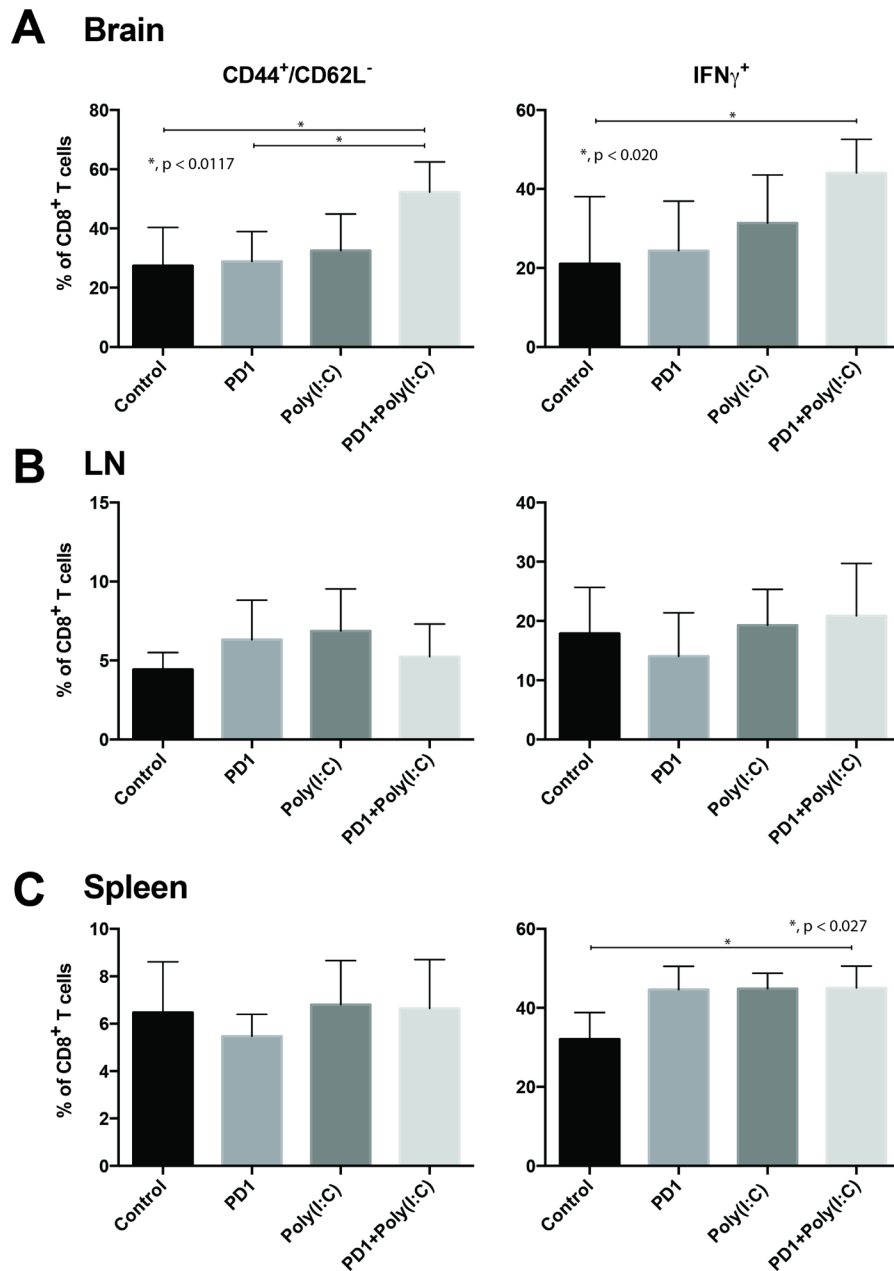 A Brain
CD44⁺/CD62L⁻
% of CD8⁺ T cells
80
60
40
20
0
*
*
*, p < 0.0117
Control
PD1
Poly(I:C)
PD1+Poly(I:C)
IFNγ⁺
60
40
20
0
*
*, p < 0.020
Control
PD1
Poly(I:C)
PD1+Poly(I:C)
B LN
% of CD8⁺ T cells
15
10
5
0
Control
PD1
Poly(I:C)
PD1+Poly(I:C)
40
30
20
10
0
Control
PD1
Poly(I:C)
PD1+Poly(I:C)
C Spleen
% of CD8⁺ T cells
10
8
6
4
2
0
Control
PD1
Poly(I:C)
PD1+Poly(I:C)
60
40
20
0
*, p < 0.027
*
Control
PD1
Poly(I:C)
PD1+Poly(I:C)